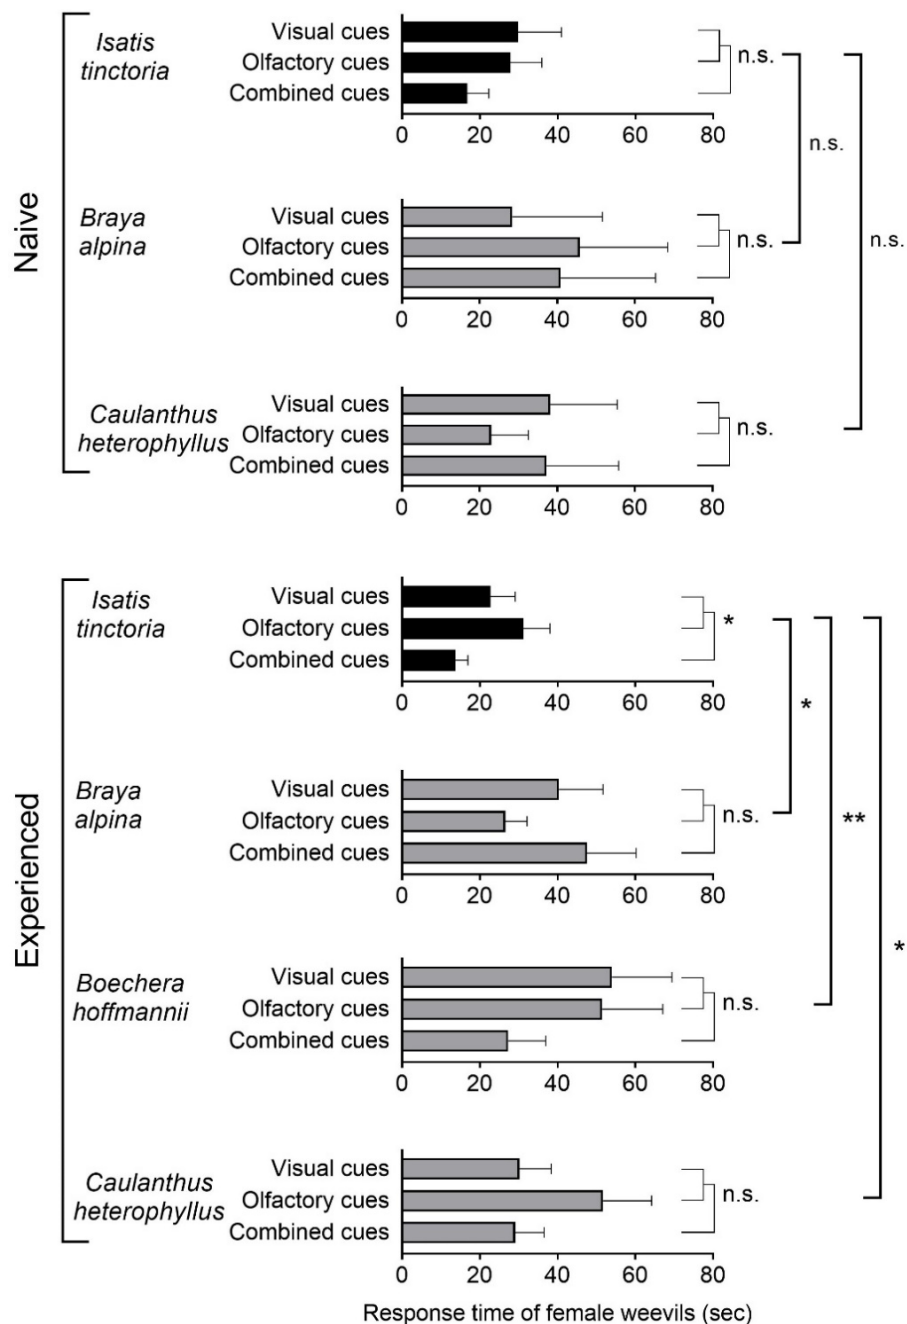 Naive
Isatis
tinctoria
Visual cues
Olfactory cues
Combined cues
n.s.
0 20 40 60 80
n.s.
n.s.
Braya
alpina
Visual cues
Olfactory cues
Combined cues
n.s.
0 20 40 60 80
Caulanthus
heterophyllus
Visual cues
Olfactory cues
Combined cues
n.s.
0 20 40 60 80
Experienced
Isatis
tinctoria
Visual cues
Olfactory cues
Combined cues
*
0 20 40 60 80
*
**
*
Braya
alpina
Visual cues
Olfactory cues
Combined cues
n.s.
0 20 40 60 80
Boechera
hoffmannii
Visual cues
Olfactory cues
Combined cues
n.s.
0 20 40 60 80
Caulanthus
heterophyllus
Visual cues
Olfactory cues
Combined cues
n.s.
0 20 40 60 80
Response time of female weevils (sec)